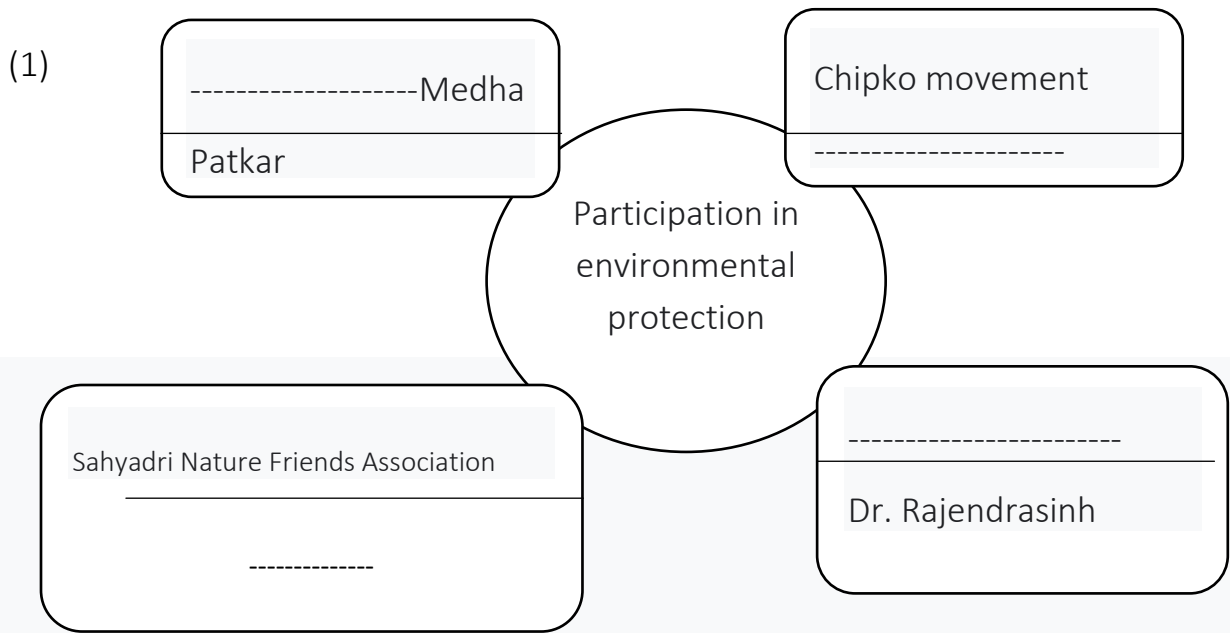 (1)
--------------------Medha
Patkar
Chipko movement
----------------------
Participation in
environmental
protection
Sahyadri Nature Friends Association
--------------
------------------------
Dr. Rajendrasinh